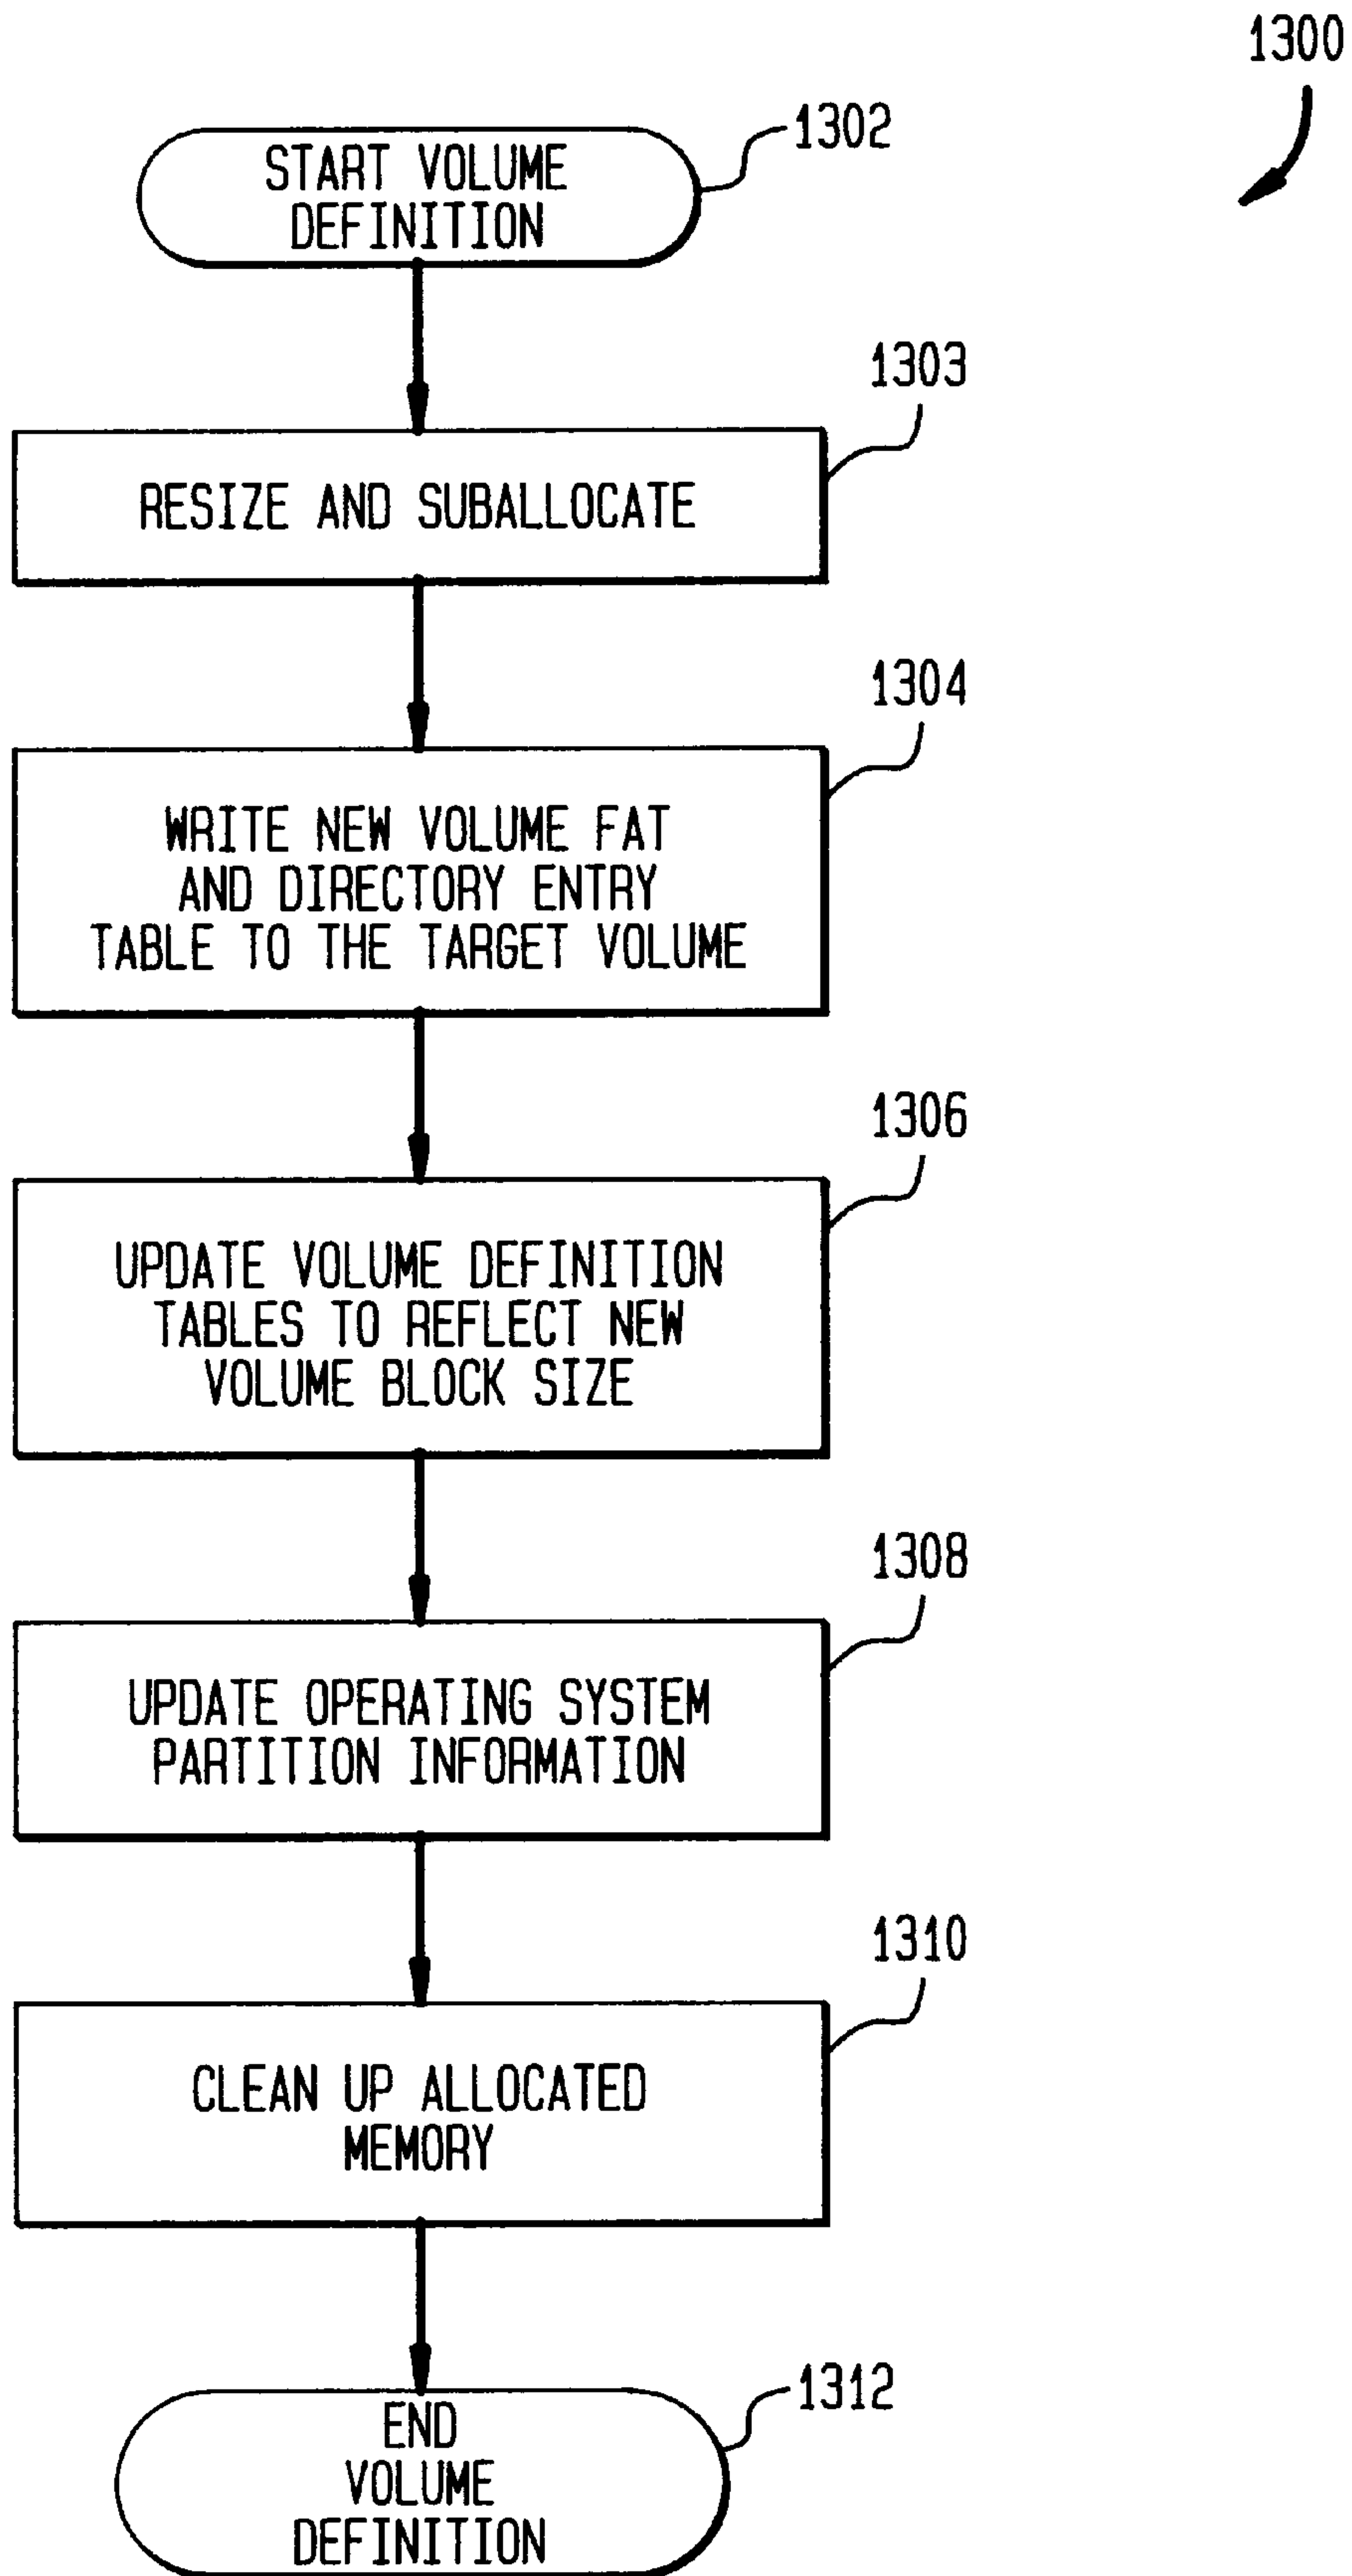 1300
1302
START VOLUME
DEFINITION
1303
RESIZE AND SUBALLOCATE
1304
WRITE NEW VOLUME FAT
AND DIRECTORY ENTRY
TABLE TO THE TARGET VOLUME
1306
UPDATE VOLUME DEFINITION
TABLES TO REFLECT NEW
VOLUME BLOCK SIZE
1308
UPDATE OPERATING SYSTEM
PARTITION INFORMATION
1310
CLEAN UP ALLOCATED
MEMORY
1312
END
VOLUME
DEFINITION